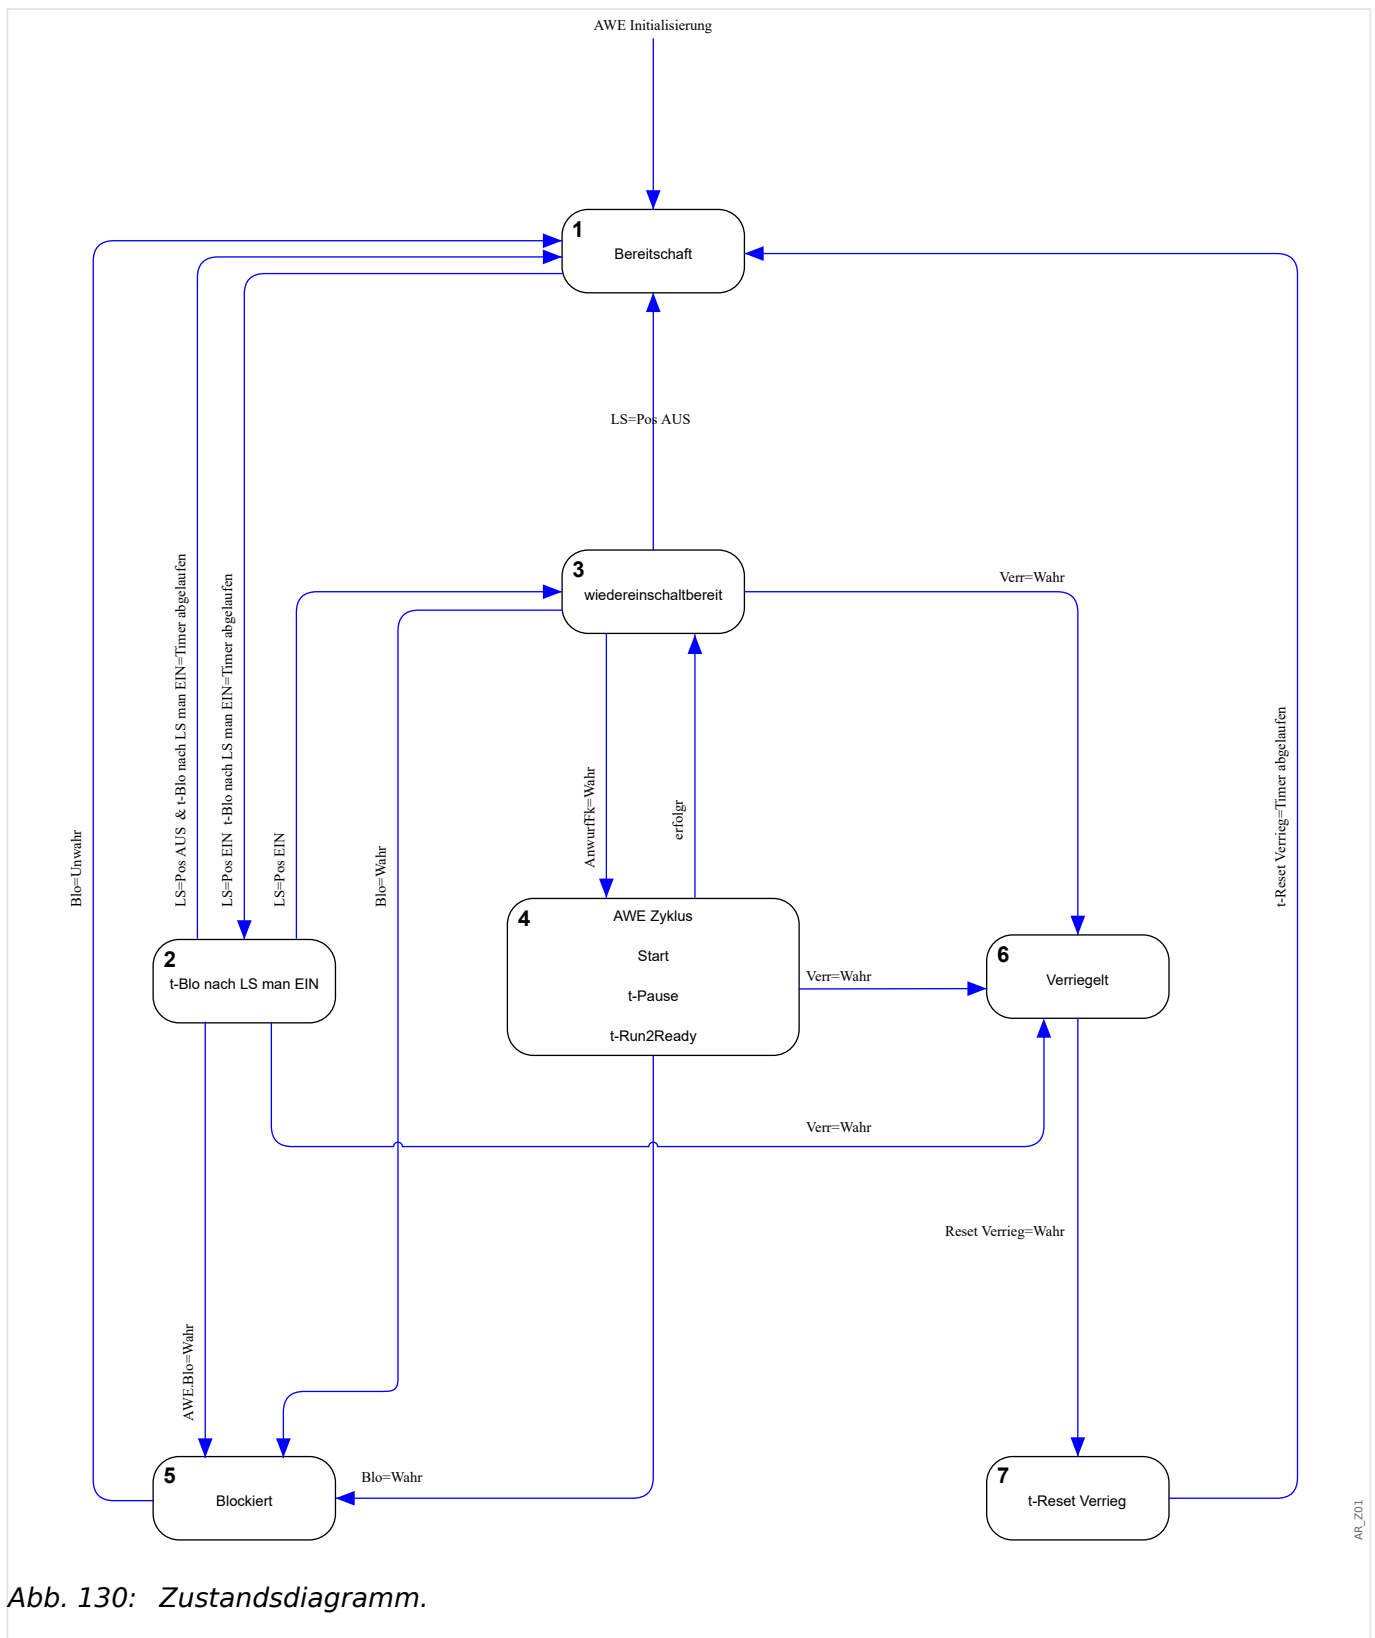 AWE Initialisierung
1
Bereitschaft
LS=Pos AUS
3
wiedereinschaltbereit
Verr=Wahr
Blo=Unwahr
LS=Pos AUS & t-Blo nach LS man EIN=Timer abgelaufen
LS=Pos EIN t-Blo nach LS man EIN=Timer abgelaufen
LS=Pos EIN
Blo=Wahr
AnwurfFk=Wahr
erfolgr
t-Reset Verrieg=Timer abgelaufen
2
t-Blo nach LS man EIN
4
AWE Zyklus
Start
t-Pause
t-Run2Ready
Verr=Wahr
6
Verriegelt
Verr=Wahr
Reset Verrieg=Wahr
AWE.Blo=Wahr
5
Blockiert
Blo=Wahr
7
t-Reset Verrieg
AR_Z01
Abb. 130: Zustandsdiagramm.